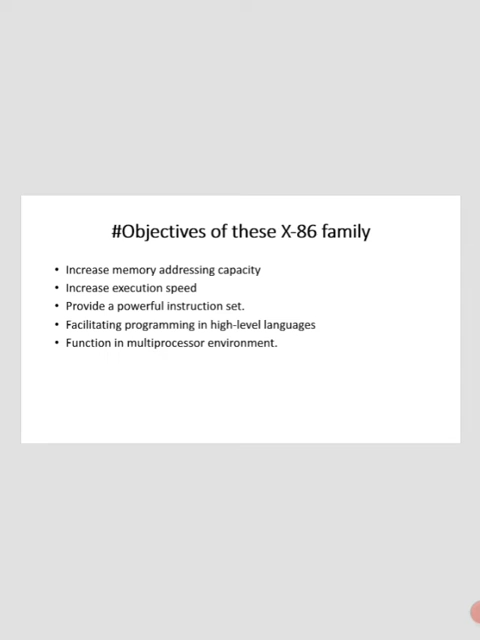 #Objectives of these X-86 family
• Increase memory addressing capacity
• Increase execution speed
• Provide a powerful instruction set.
• Facilitating programming in high-level languages
• Function in multiprocessor environment.